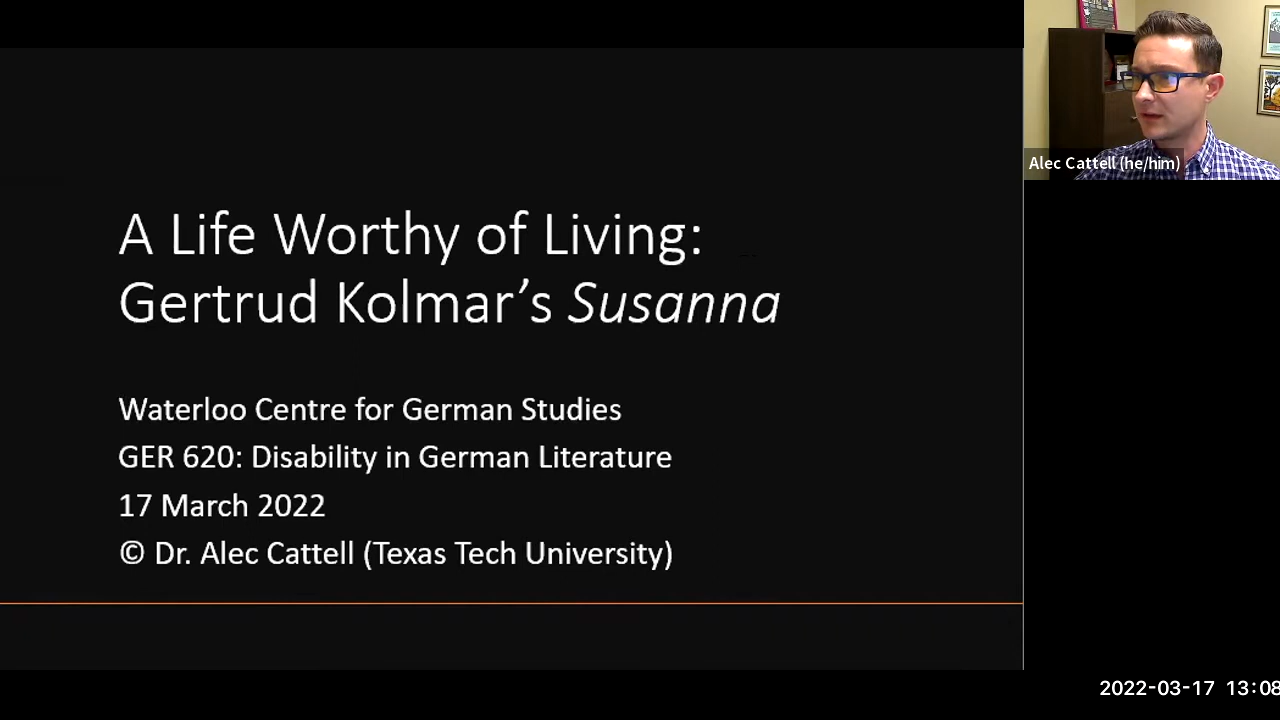 A Life Worthy of Living:
Gertrud Kolmar’s Susanna
Waterloo Centre for German Studies
GER 620: Disability in German Literature
17 March 2022
© Dr. Alec Cattell (Texas Tech University)
Alec Cattell (he/him)
2022-03-17 13:08